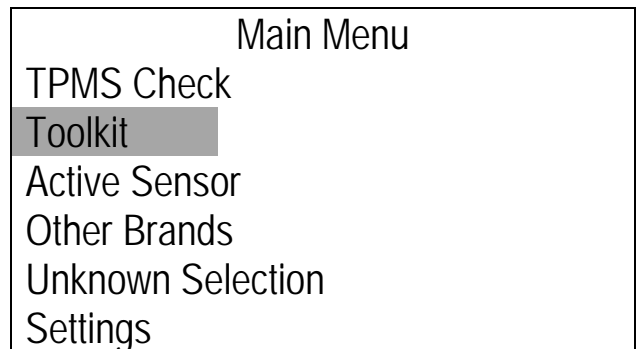 Main Menu
TPMS Check
Toolkit
Active Sensor
Other Brands
Unknown Selection
Settings